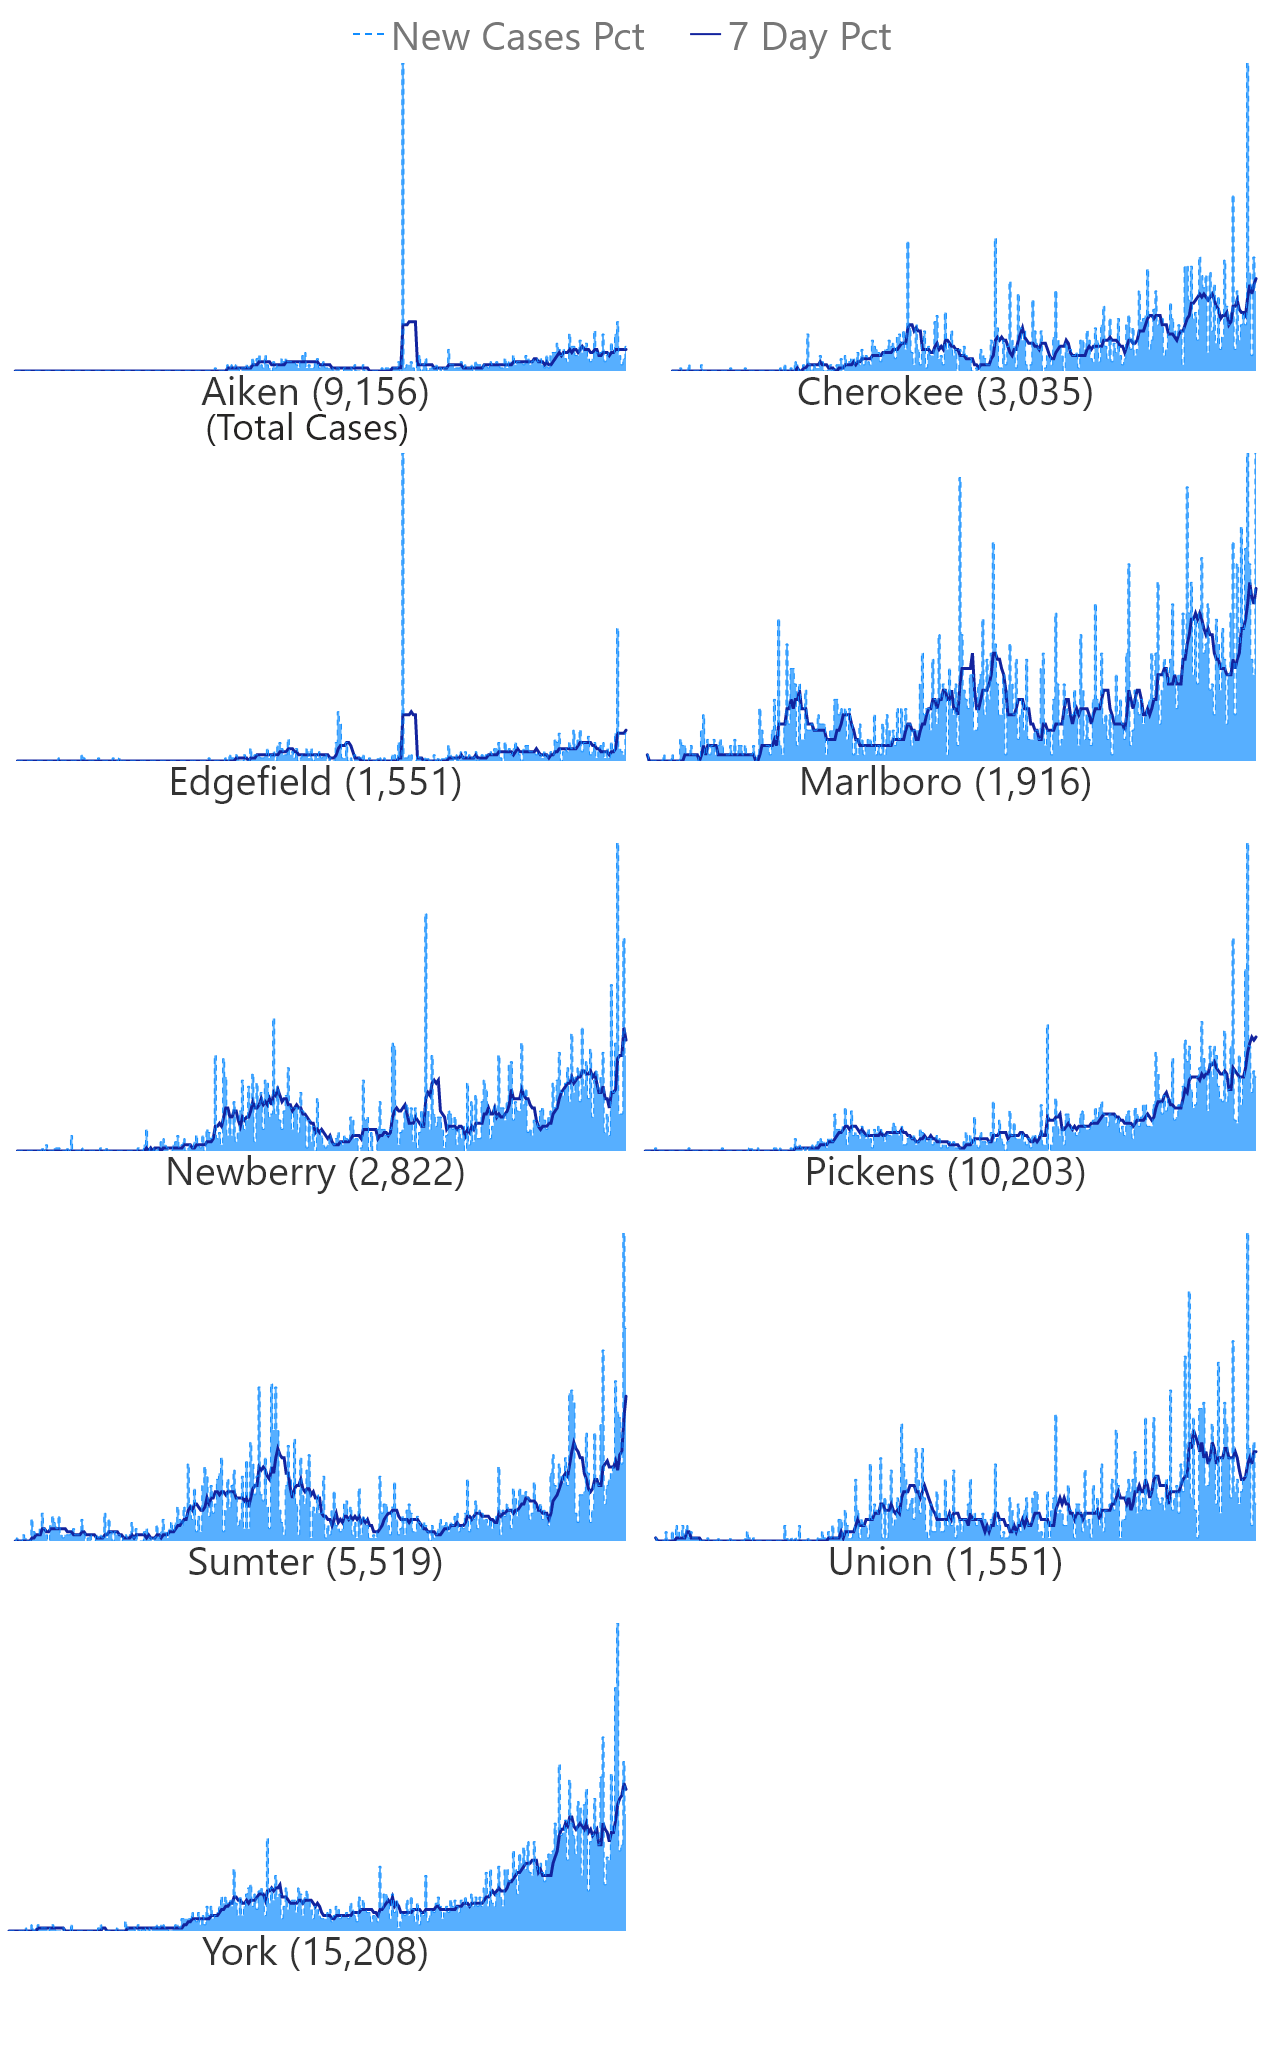 New Cases Pct 7 Day Pct
Aiken (9,156) Cherokee (3,035)
(Total Cases)
Edgefield (1,551) Marlboro (1,916)
Newberry (2,822) Pickens (10,203)
Sumter (5,519) Union (1,551)
York (15,208)